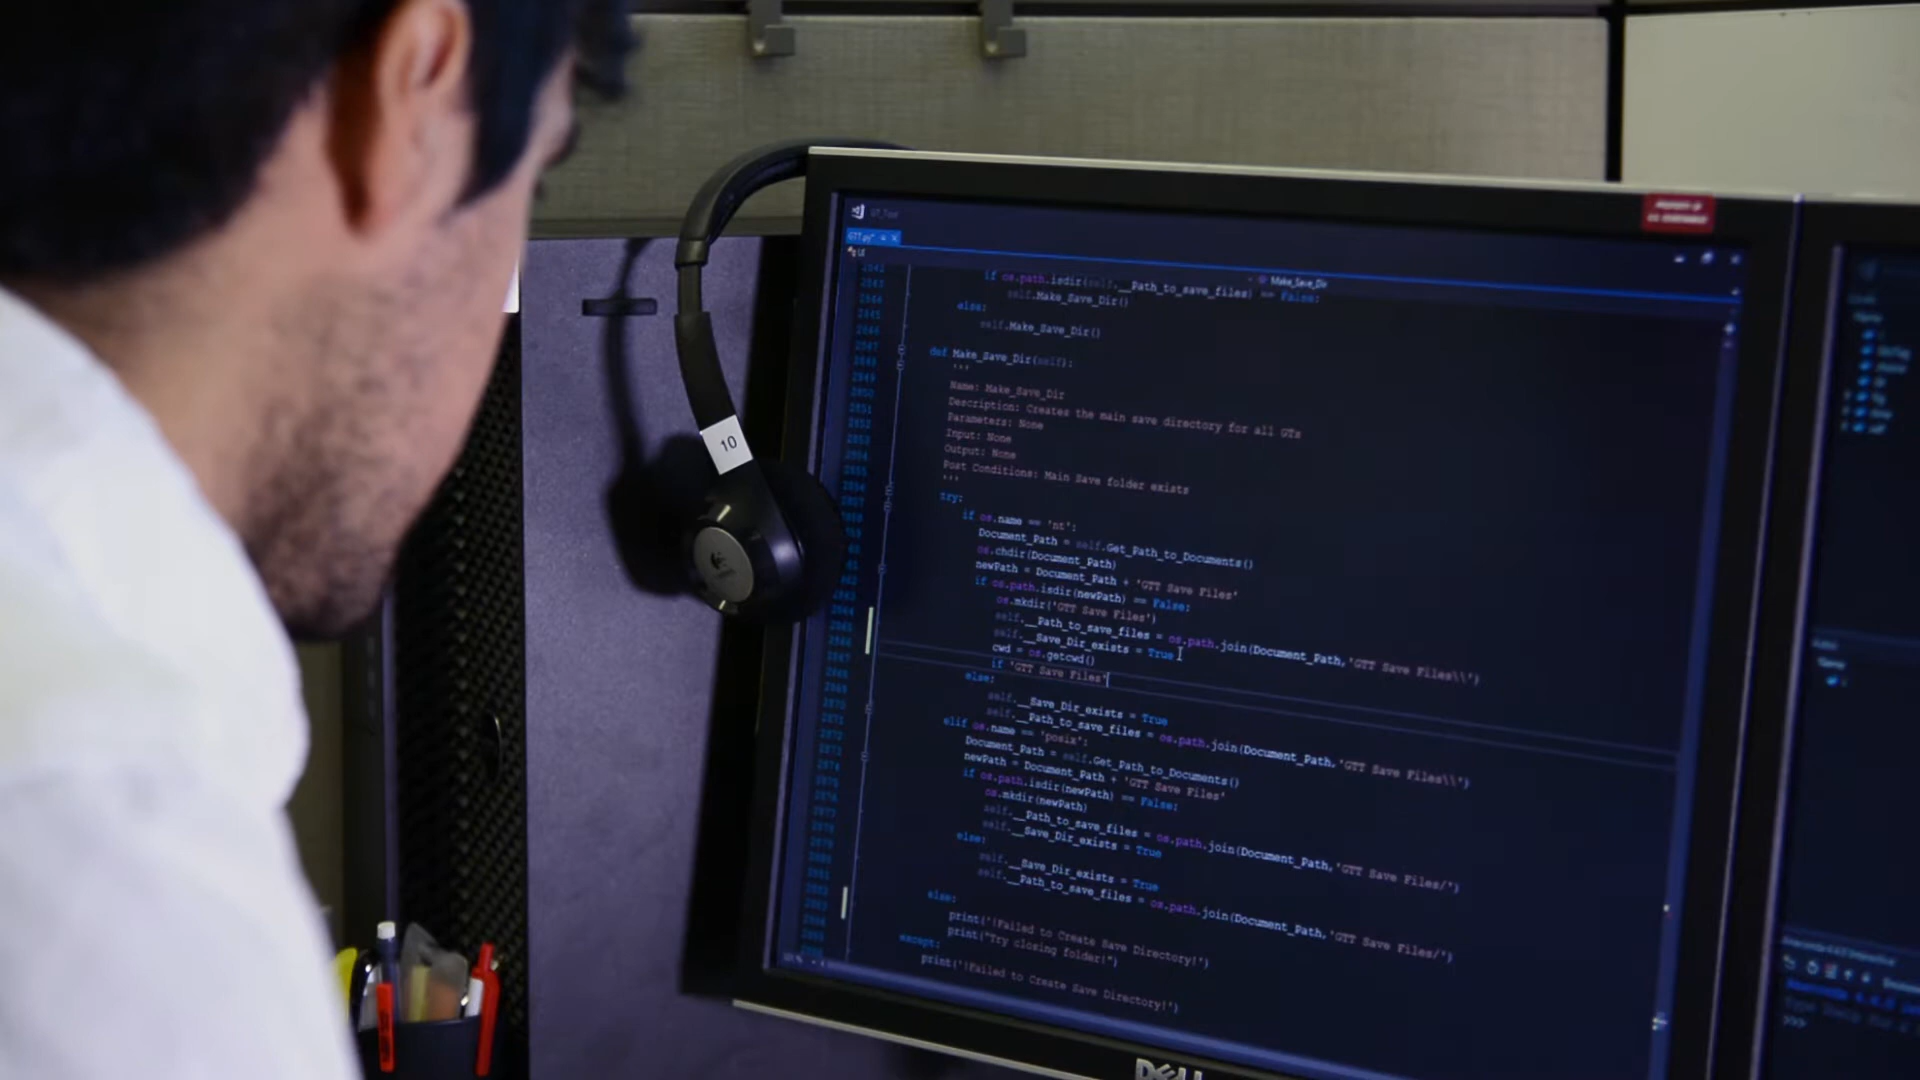 GTT.py*
Make_Save_Dir
if os.path.isdir(self.__Path_to_save_files) == False:
self.Make_Save_Dir()
else:
self.Make_Save_Dir()
def Make_Save_Dir(self):
'''
Name: Make_Save_Dir
Description: Creates the main save directory for all GTs
Parameters: None
Input: None
Output: None
Post Conditions: Main Save folder exists
'''
try:
if os.name == 'nt':
Document_Path = self.Get_Path_to_Documents()
os.chdir(Document_Path)
newPath = Document_Path + 'GTT Save Files'
if os.path.isdir(newPath) == False:
os.mkdir('GTT Save Files')
self.__Path_to_save_files = os.path.join(Document_Path,'GTT Save Files\\')
self.__Save_Dir_exists = True
cwd = os.getcwd()
if 'GTT Save Files'
else:
self.__Save_Dir_exists = True
self.__Path_to_save_files = os.path.join(Document_Path,'GTT Save Files\\')
elif os.name == 'posix':
Document_Path = self.Get_Path_to_Documents()
newPath = Document_Path + 'GTT Save Files'
if os.path.isdir(newPath) == False:
os.mkdir(newPath)
self.__Path_to_save_files = os.path.join(Document_Path,'GTT Save Files/')
self.__Save_Dir_exists = True
else:
self.__Save_Dir_exists = True
self.__Path_to_save_files = os.path.join(Document_Path,'GTT Save Files/')
else:
print('!Failed to Create Save Directory!')
print("Try closing folder!")
except:
print('!Failed to Create Save Directory!')
10
DELL